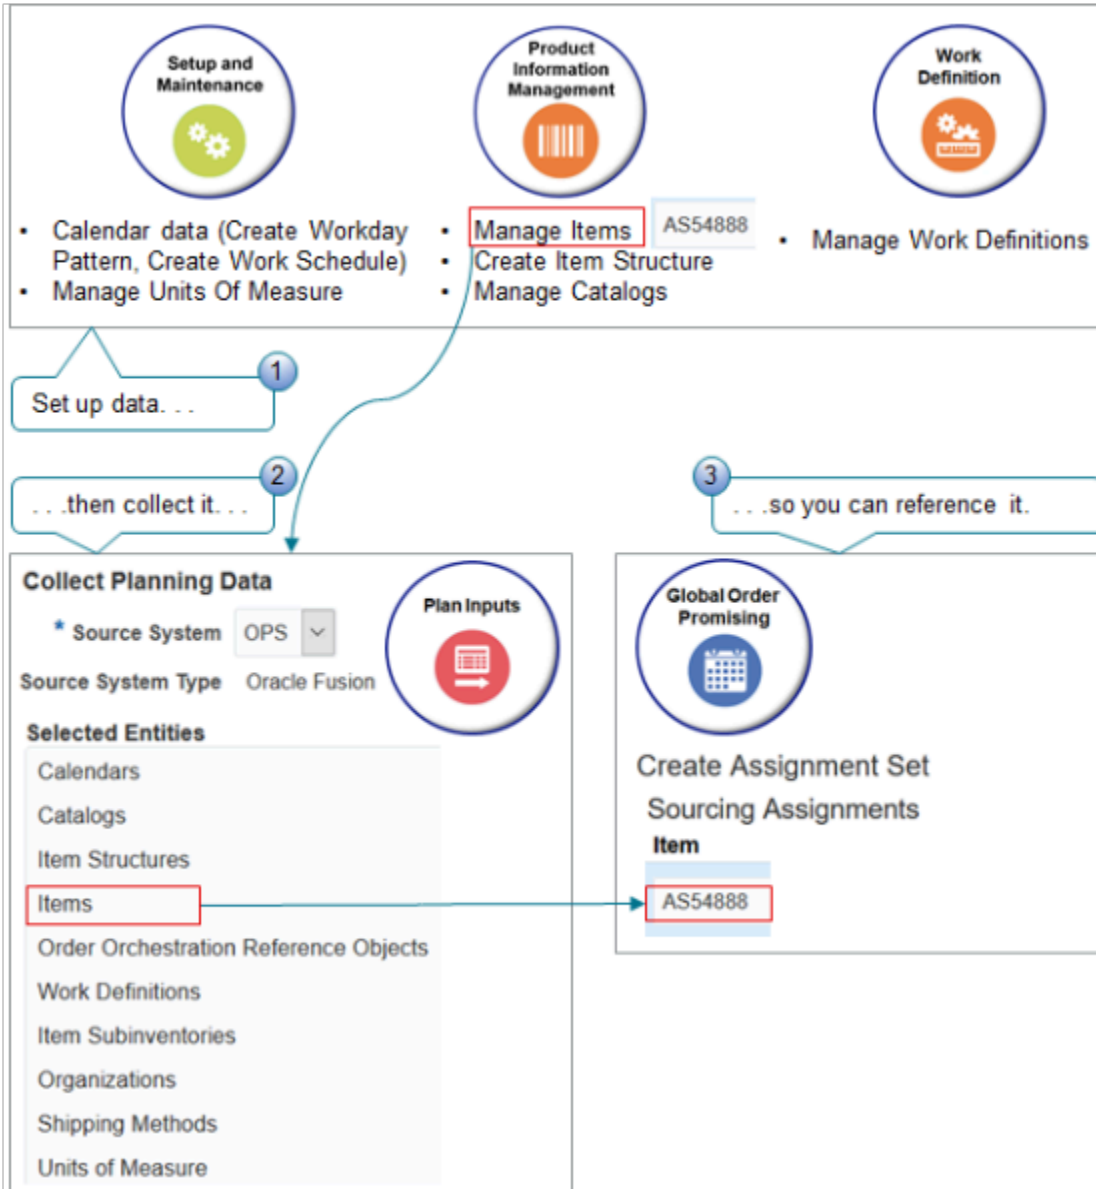 Setup and
Maintenance
Product
Information
Management
Work
Definition
• Calendar data (Create Workday
Pattern, Create Work Schedule)
• Manage Units Of Measure
• Manage Items
AS54888
• Create Item Structure
• Manage Catalogs
• Manage Work Definitions
1
Set up data. . .
2
. . .then collect it. . .
3
. . .so you can reference it.
Collect Planning Data
* Source System OPS
Source System Type Oracle Fusion
Plan Inputs
Selected Entities
Calendars
Catalogs
Item Structures
Items
Order Orchestration Reference Objects
Work Definitions
Item Subinventories
Organizations
Shipping Methods
Units of Measure
Global Order
Promising
Create Assignment Set
Sourcing Assignments
Item
AS54888